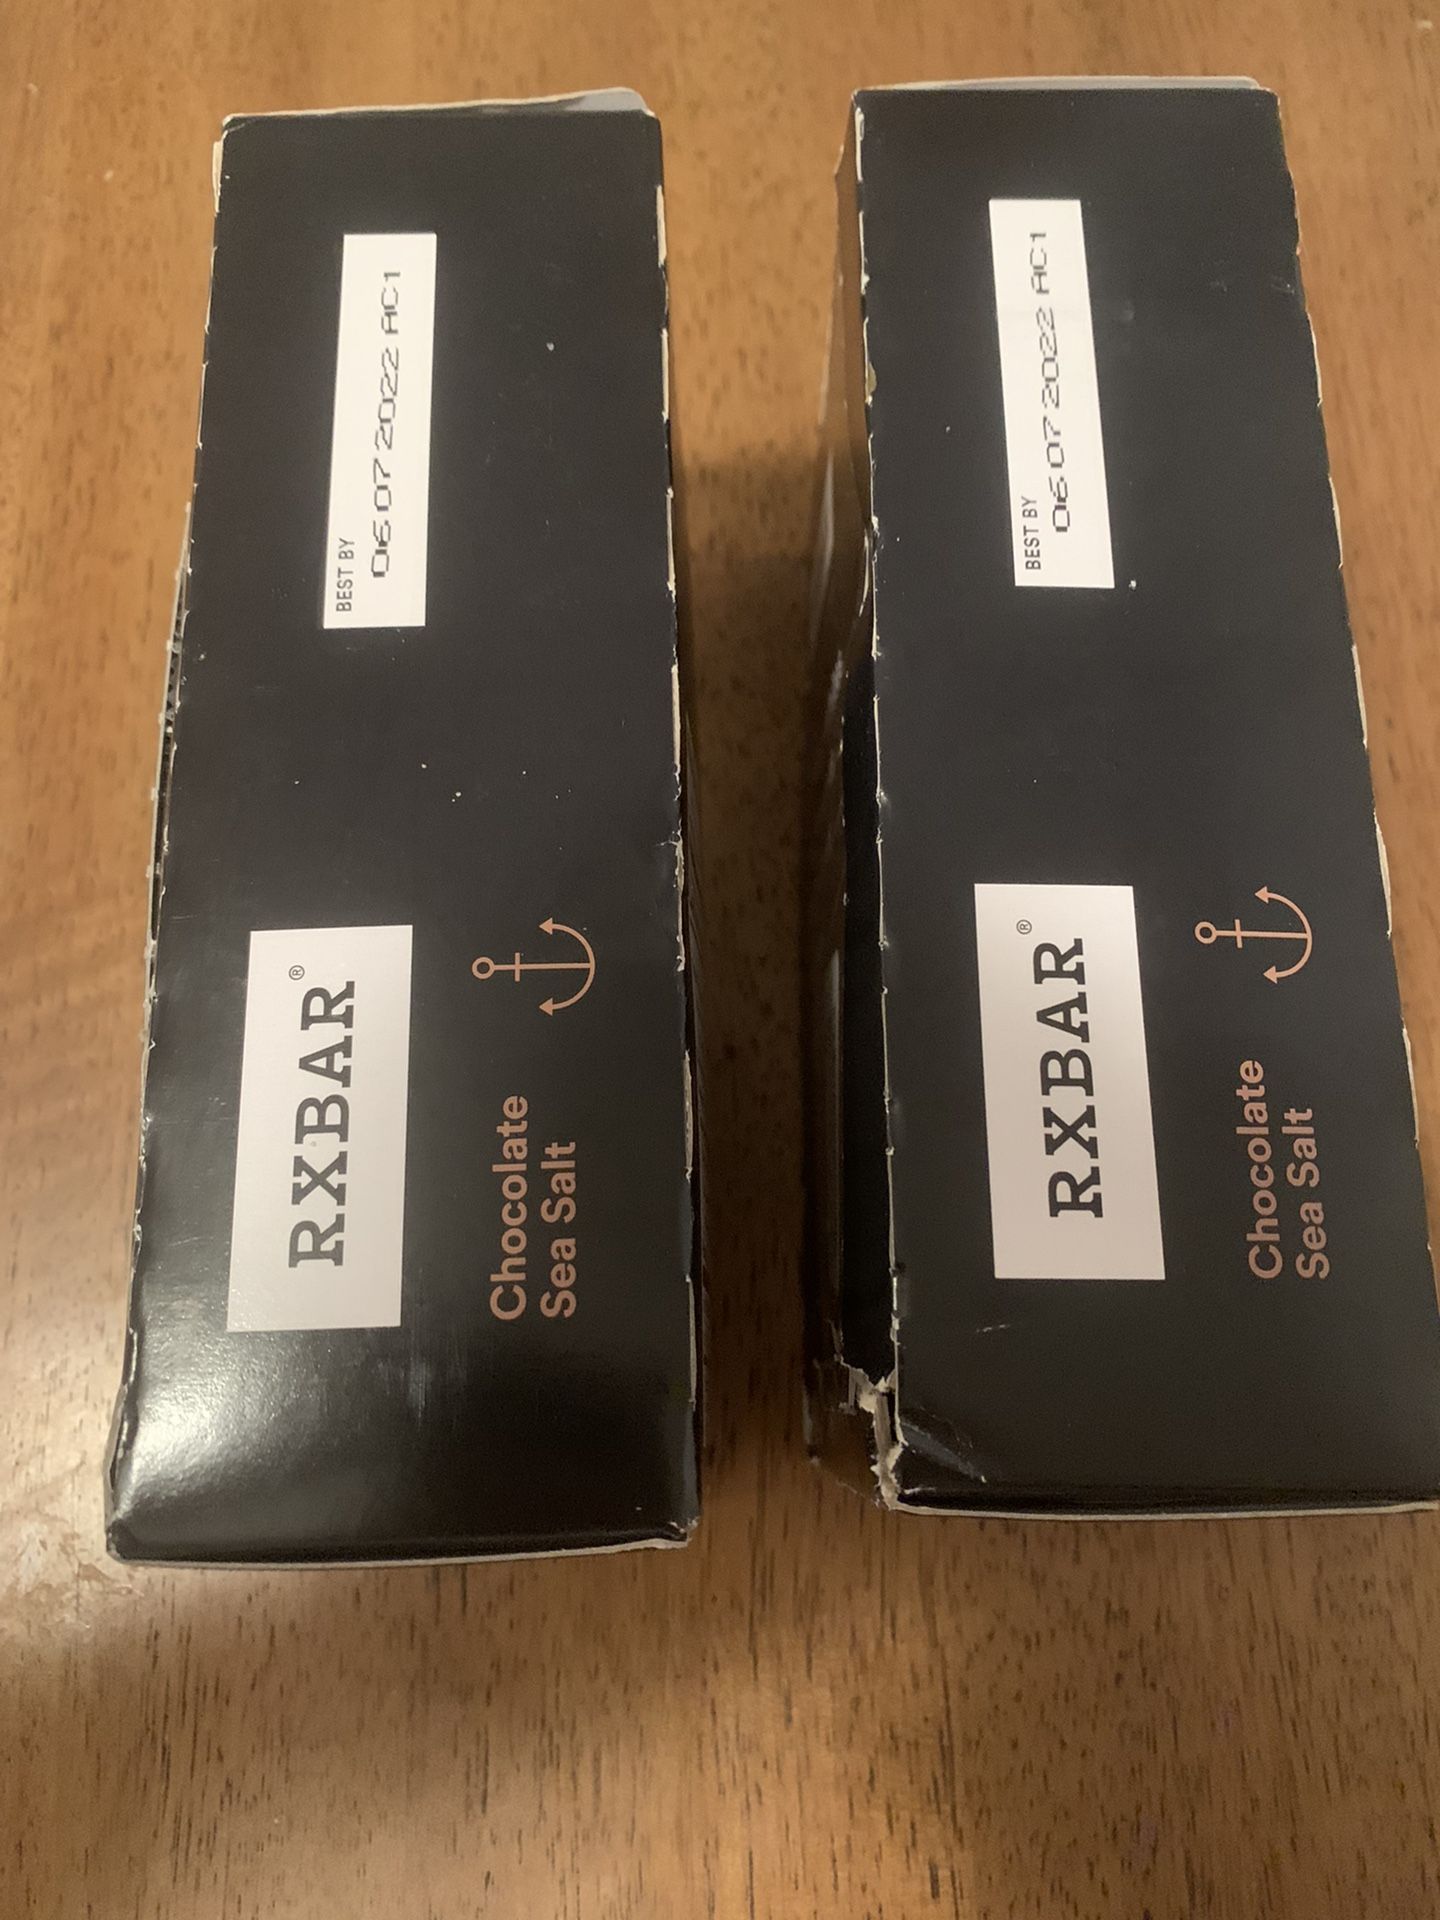 BEST BY
06 07 2022 AC1
RXBAR®
Chocolate
Sea Salt
BEST BY
06 07 2022 AC1
RXBAR®
Chocolate
Sea Salt